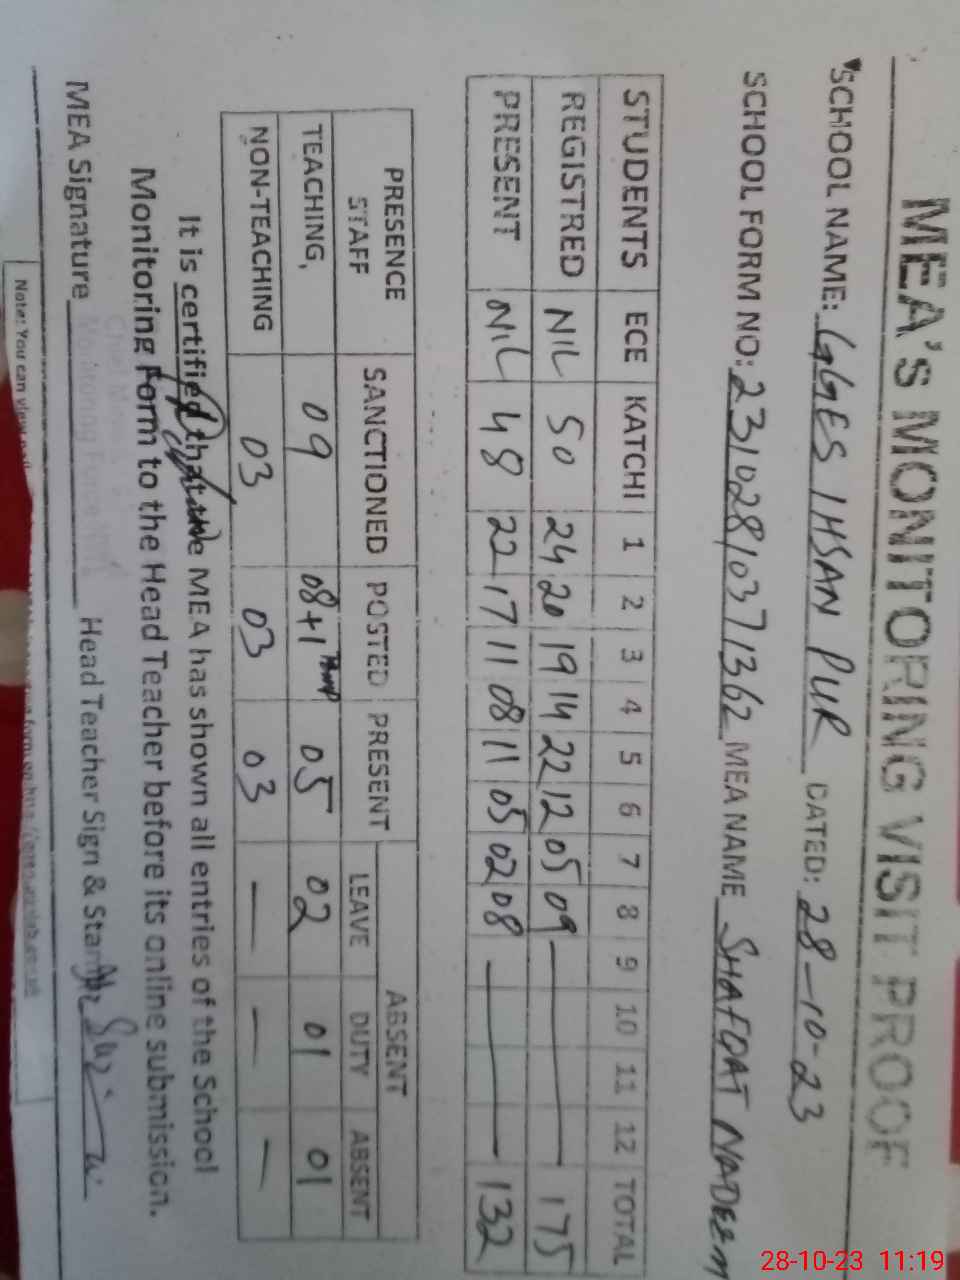 MEA's MONITORING VISIT PROOF
SCHOOL NAME: GGES IHSAN PUR DATED: 28-10-23
SCHOOL FORM NO: 23102810371362 MEA NAME SHAFQAT NADEEM
STUDENTS ECE KATCHI 1 2 3 4 5 6 7 8 9 10 11 12 TOTAL
REGISTRED NIL 50 24 20 19 14 22 12 05 09 — 175
PRESENT NIL 48 22 17 11 08 11 05 02 08 — 132
PRESENCE STAFF SANCTIONED POSTED PRESENT ABSENT
LEAVE DUTY ABSENT
TEACHING, 09 08+1 05 02 01 01
NON-TEACHING 03 03 03 — — —
It is certified that the MEA has shown all entries of the School
Monitoring Form to the Head Teacher before its online submission.
MEA Signature Head Teacher Sign & Stamp
Note: You can view
28-10-23 11:19